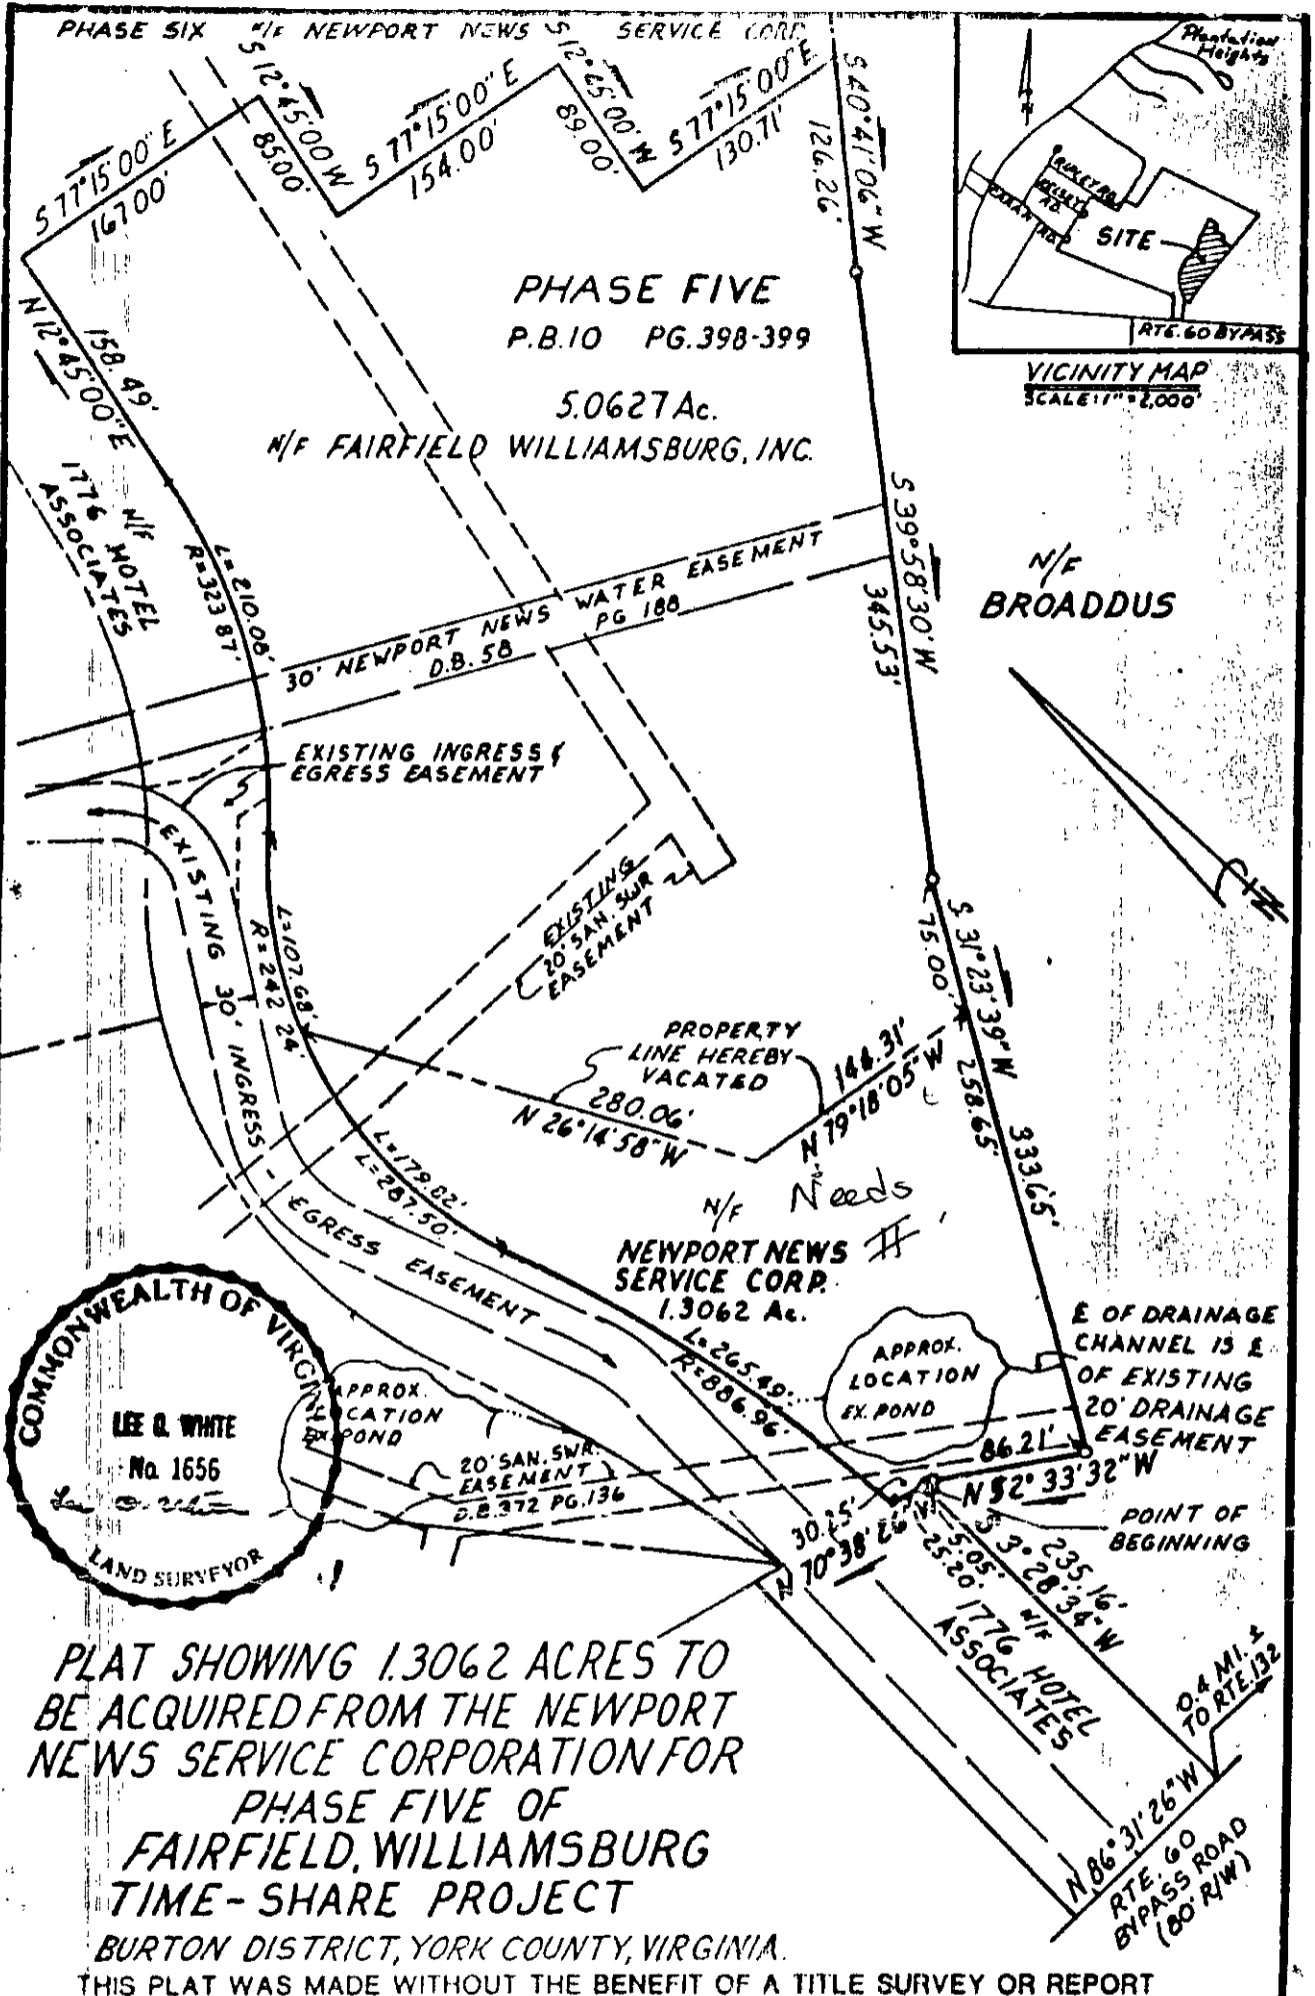 PHASE SIX N/F NEWPORT NEWS SERVICE CORP.
S 77°15'00" E
167.00'
S 12°45'00" W
85.00'
S 77°15'00" E
154.00'
S 12°45'00" W
89.00'
S 77°15'00" E
130.71'
S 40°41'06" W
126.26'
Plantation
Heights
SITE
RTE. 60 BYPASS
VICINITY MAP
SCALE: 1" = 2,000'
PHASE FIVE
P.B.10 PG.398-399
5.0627 Ac.
N/F FAIRFIELD WILLIAMSBURG, INC.
N 12°45'00" E
158.49'
N/F
1776 HOTEL
ASSOCIATES
L=210.08'
R=323.87'
S 39°58'30" W
345.53'
N/F
BROADDUS
30' NEWPORT NEWS WATER EASEMENT
D.B. 58 PG 188
EXISTING INGRESS &
EGRESS EASEMENT
N
EXISTING 30' INGRESS - EGRESS EASEMENT
L=107.68'
R=242.24'
EXISTING
20' SAN. SWR
EASEMENT
S 31°23'39" W 333.65'
75.00'
258.65'
PROPERTY
LINE HEREBY
VACATED
280.06'
N 26°14'58" W
144.31'
N 79°18'05" W
L=179.82'
L=287.50'
Needs
#
N/F
NEWPORT NEWS
SERVICE CORP.
1.3062 Ac.
L=265.49'
R=886.96'
APPROX.
LOCATION
EX. POND
℄ OF DRAINAGE
CHANNEL IS ℄
OF EXISTING
20' DRAINAGE
EASEMENT
COMMONWEALTH OF VIRGINIA
LEE O. WHITE
No. 1656
LAND SURVEYOR
APPROX.
LOCATION
EX. POND
20' SAN. SWR.
EASEMENT
D.B.372 PG.136
86.21'
N 52°33'32" W
POINT OF
BEGINNING
30.25'
N 70°38'26" W
5.05'
25.20'
235.16'
S 3°28'34" W
N/F
1776 HOTEL
ASSOCIATES
0.4 MI. ±
TO RTE.132
N 86°31'26" W
RTE. 60
BYPASS ROAD
(80' R/W)
PLAT SHOWING 1.3062 ACRES TO
BE ACQUIRED FROM THE NEWPORT
NEWS SERVICE CORPORATION FOR
PHASE FIVE OF
FAIRFIELD, WILLIAMSBURG
TIME-SHARE PROJECT
BURTON DISTRICT, YORK COUNTY, VIRGINIA.
THIS PLAT WAS MADE WITHOUT THE BENEFIT OF A TITLE SURVEY OR REPORT